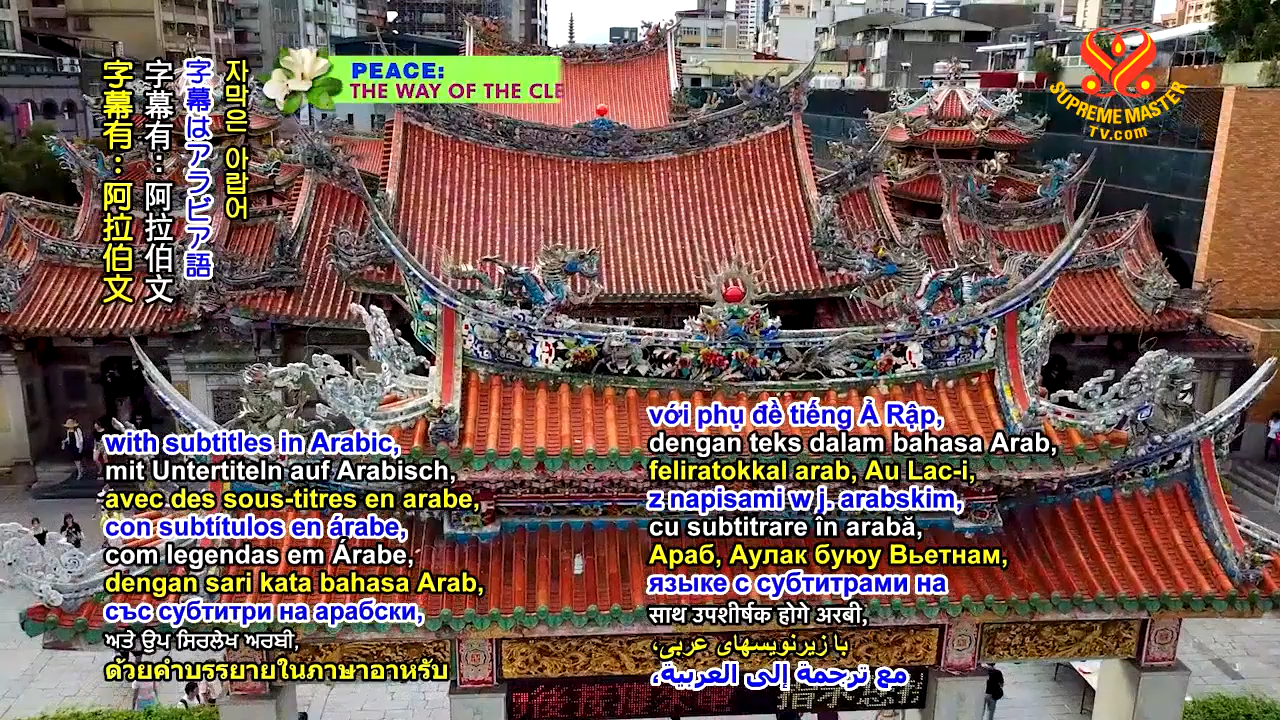 字幕有：阿拉伯文
字幕有：阿拉伯文
字幕はアラビア語
자막은 아랍어
PEACE:
THE WAY OF THE CLE
SUPREME MASTER
TV.com
with subtitles in Arabic,
mit Untertiteln auf Arabisch,
avec des sous-titres en arabe,
con subtítulos en árabe,
com legendas em Árabe,
dengan sari kata bahasa Arab,
със субтитри на арабски,
ਅਤੇ ਉਪ ਸਿਰਲੇਖ ਅਰਬੀ,
ด้วยคำบรรยายในภาษาอาหรับ
với phụ đề tiếng Ả Rập,
dengan teks dalam bahasa Arab,
feliratokkal arab, Au Lac-i,
z napisami w j. arabskim,
cu subtitrare în arabă,
Араб, Аулак буюу Вьетнам,
языке с субтитрами на
साथ उपशीर्षक होगे अरबी,
با زیرنویسهای عربی،
مع ترجمة إلى العربية،